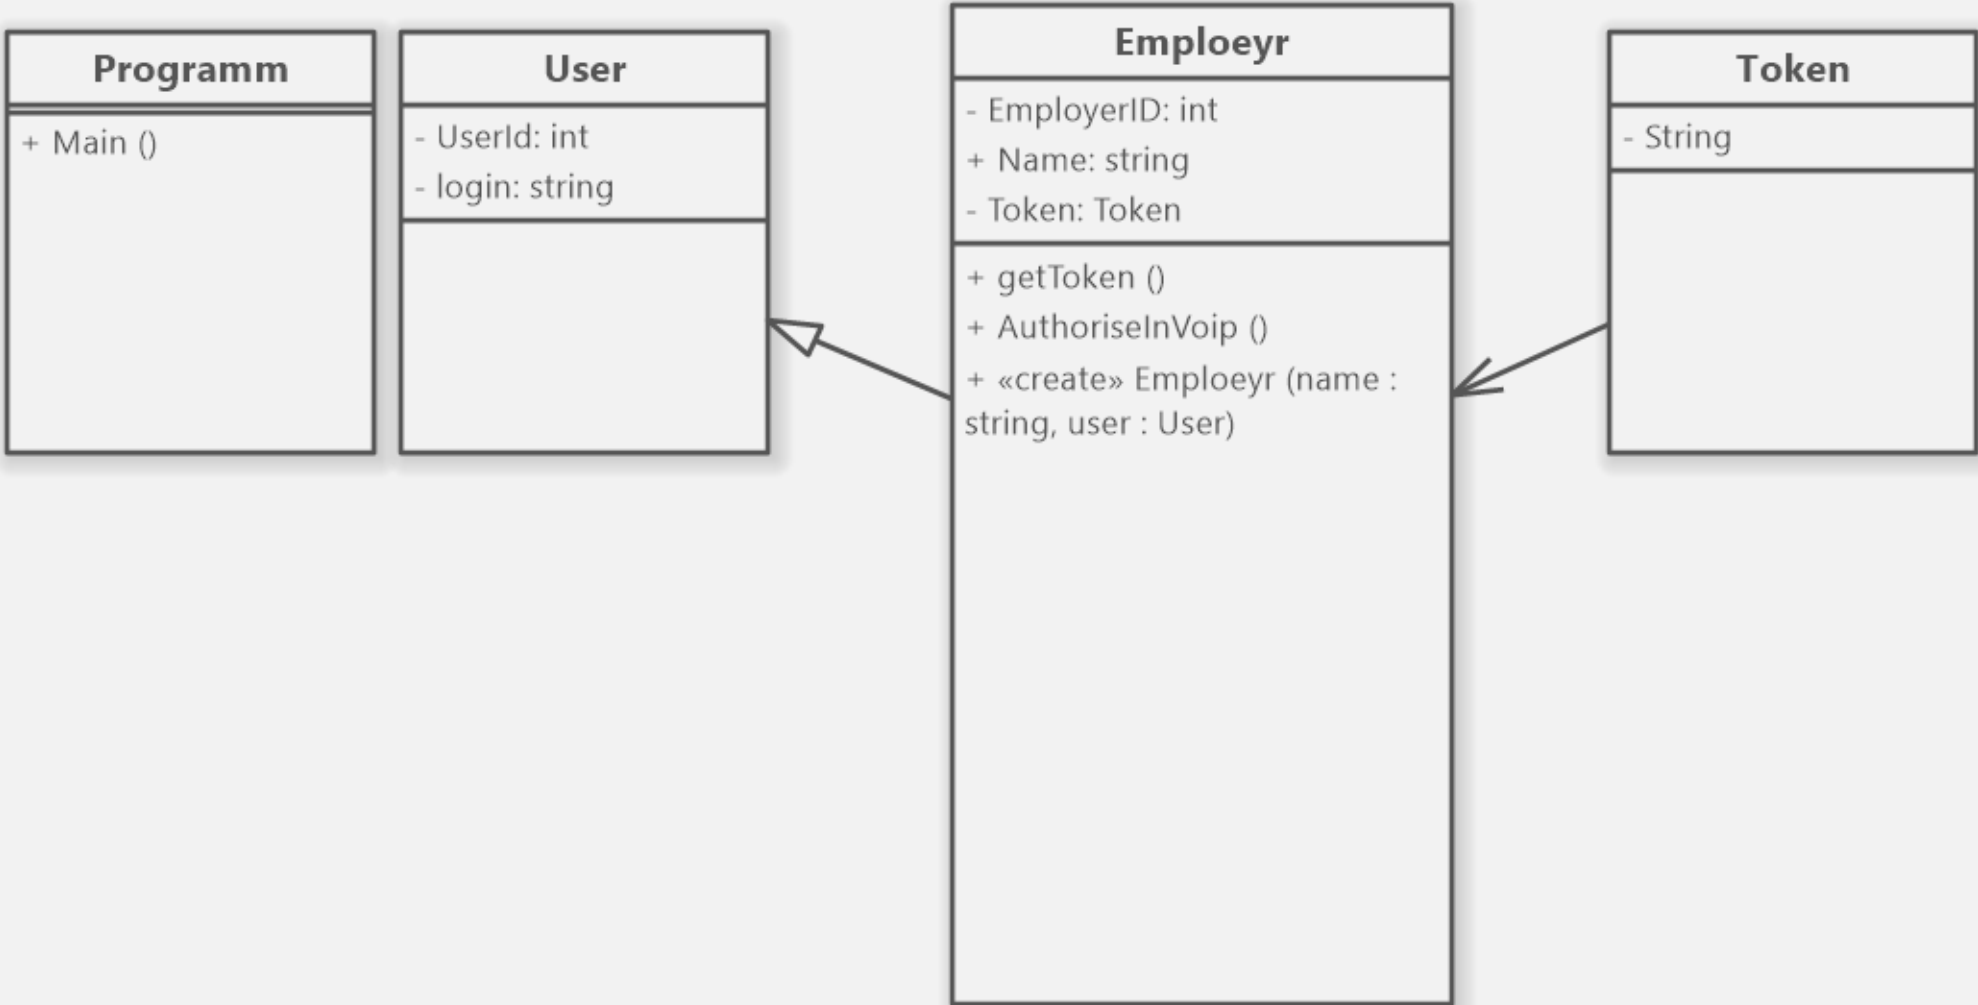 Programm
+ Main ()
User
- UserId: int
- login: string
Emploeyr
- EmployerID: int
+ Name: string
- Token: Token
+ getToken ()
+ AuthoriseInVoip ()
+ «create» Emploeyr (name :
string, user : User)
Token
- String